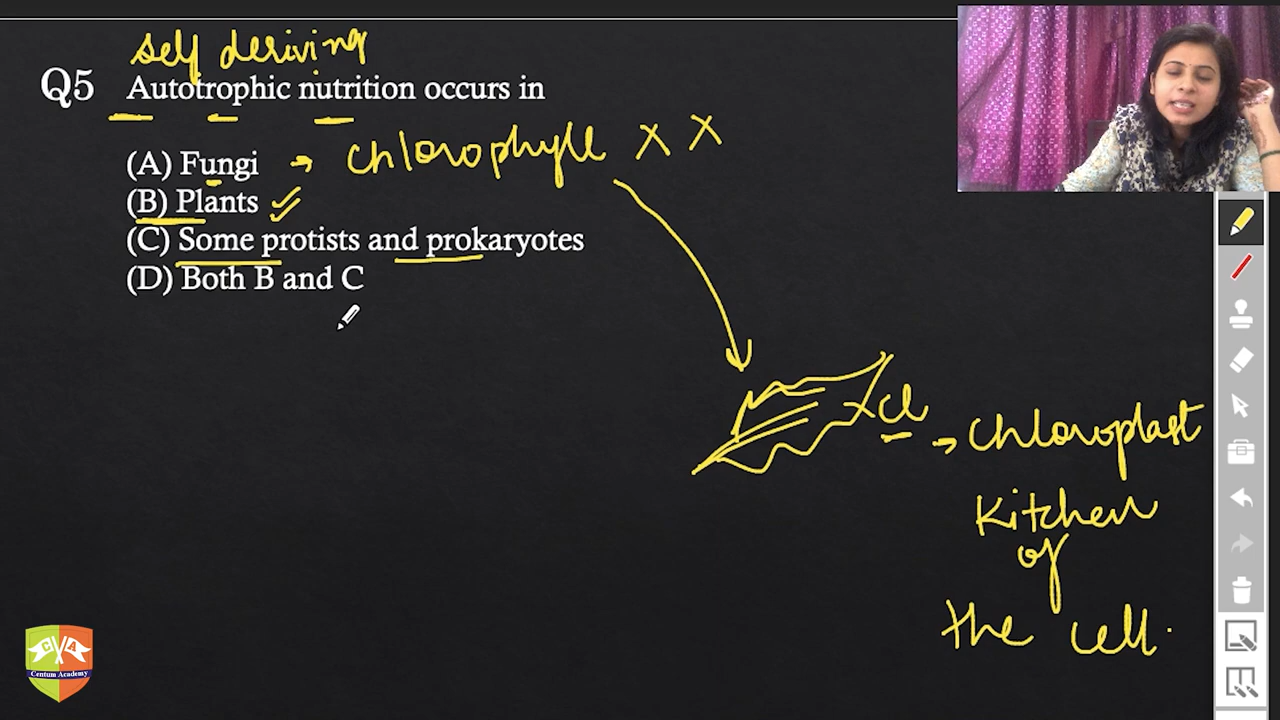 self deriving
Q5 Autotrophic nutrition occurs in
(A) Fungi → chlorophyll X X
(B) Plants ✓
(C) Some protists and prokaryotes
(D) Both B and C
cl → chloroplast
Kitchen
of
the cell.
Centum Academy